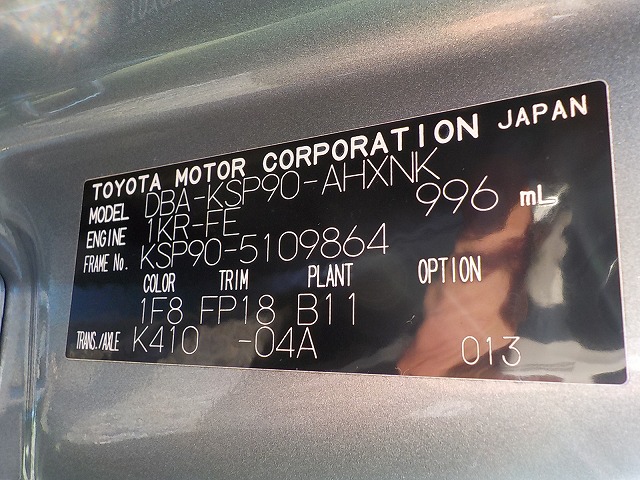 TOYOTA MOTOR CORPORATION JAPAN
MODEL DBA-KSP90-AHXNK
ENGINE 1KR-FE 996 mL
FRAME No. KSP90-5109864
COLOR TRIM PLANT OPTION
1F8 FP18 B11
TRANS./AXLE K410 -04A 013